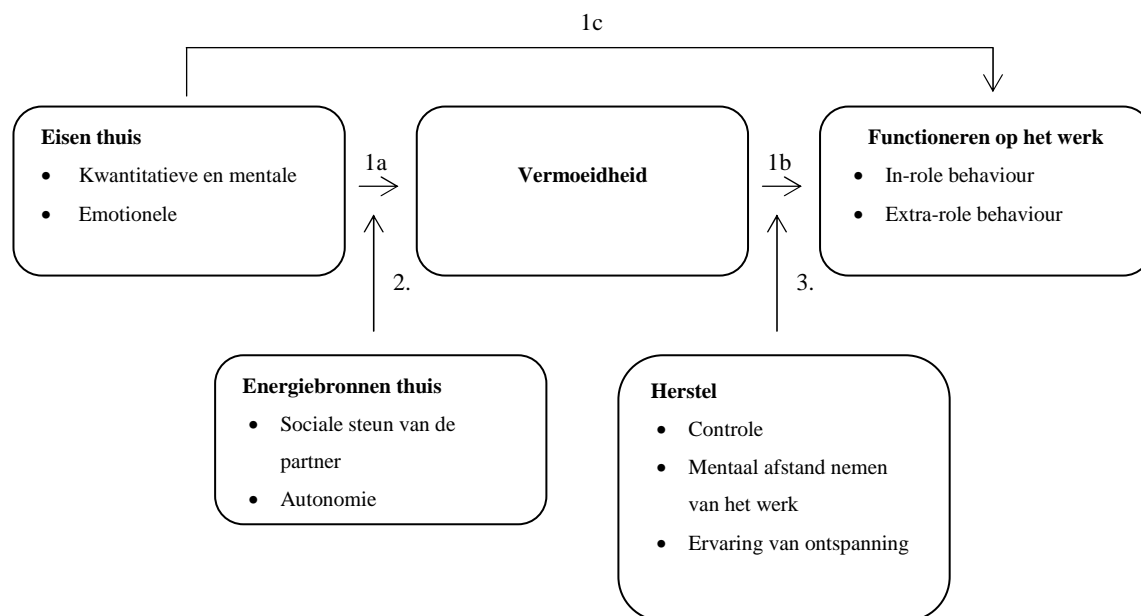 1c
Eisen thuis
• Kwantitatieve en mentale
• Emotionele
1a
Vermoeidheid
1b
Functioneren op het werk
• In-role behaviour
• Extra-role behaviour
2.
3.
Energiebronnen thuis
• Sociale steun van de
partner
• Autonomie
Herstel
• Controle
• Mentaal afstand nemen
van het werk
• Ervaring van ontspanning